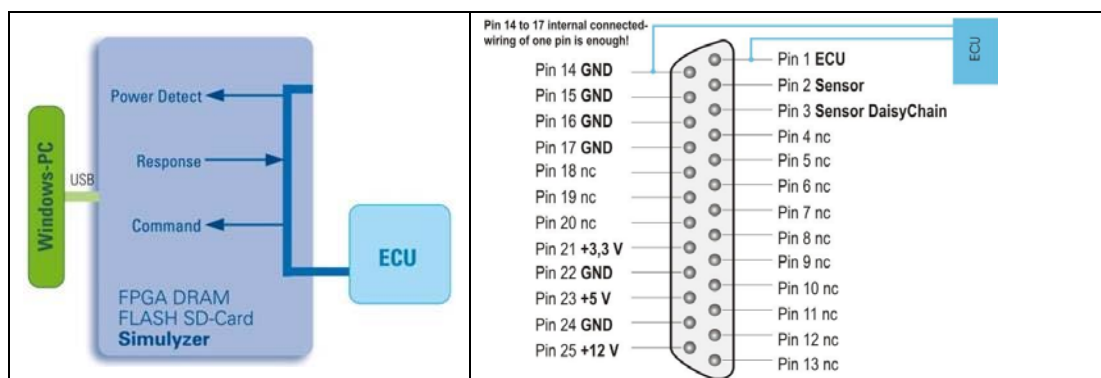 Power Detect
Response
Command
Windows-PC
USB
ECU
FPGA DRAM
FLASH SD-Card
Simulyzer
Pin 14 to 17 internal connected-
wiring of one pin is enough!
ECU
Pin 14 GND
Pin 15 GND
Pin 16 GND
Pin 17 GND
Pin 18 nc
Pin 19 nc
Pin 20 nc
Pin 21 +3,3 V
Pin 22 GND
Pin 23 +5 V
Pin 24 GND
Pin 25 +12 V
Pin 1 ECU
Pin 2 Sensor
Pin 3 Sensor DaisyChain
Pin 4 nc
Pin 5 nc
Pin 6 nc
Pin 7 nc
Pin 8 nc
Pin 9 nc
Pin 10 nc
Pin 11 nc
Pin 12 nc
Pin 13 nc